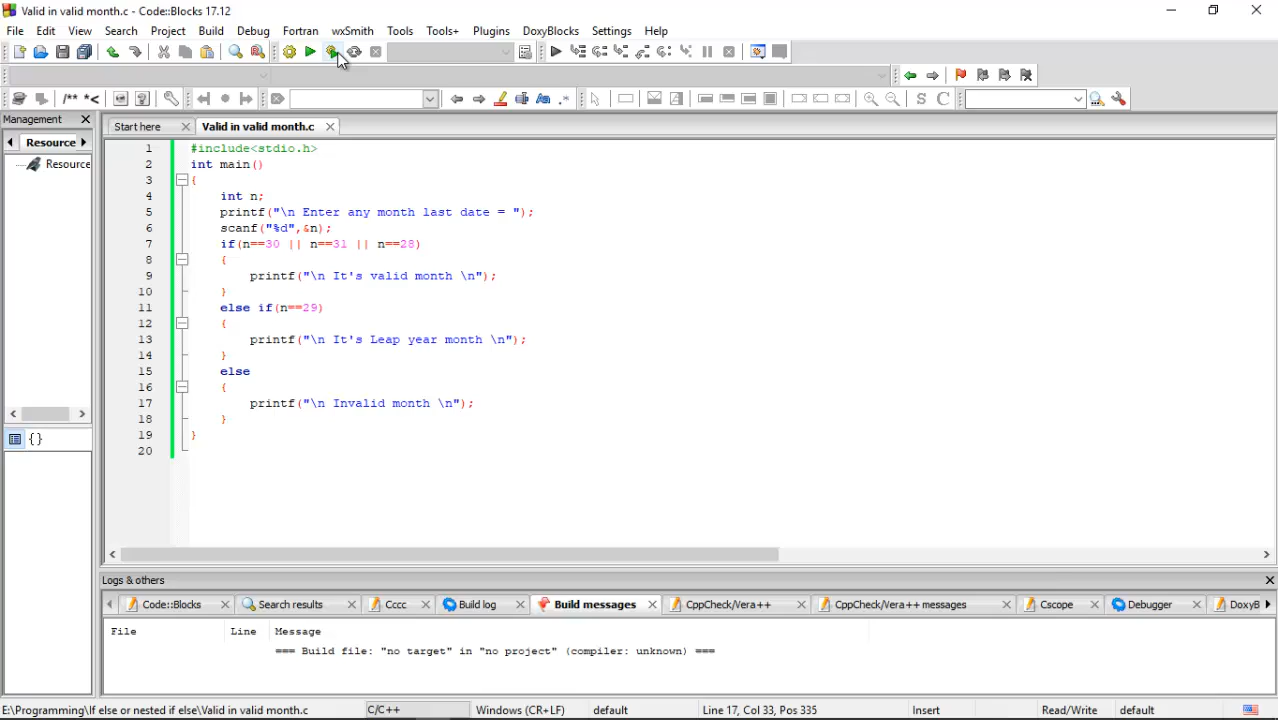 Valid in valid month.c - Code::Blocks 17.12
File Edit View Search Project Build Debug Fortran wxSmith Tools Tools+ Plugins DoxyBlocks Settings Help
/** *<
S C
Management
Start here Valid in valid month.c
Resource
Resource
1 #include<stdio.h>
2 int main()
3 {
4 int n;
5 printf("\n Enter any month last date = ");
6 scanf("%d",&n);
7 if(n==30 || n==31 || n==28)
8 {
9 printf("\n It's valid month \n");
10 }
11 else if(n==29)
12 {
13 printf("\n It's Leap year month \n");
14 }
15 else
16 {
17 printf("\n Invalid month \n");
18 }
19 }
20
{}
Logs & others
Code::Blocks Search results Cccc Build log Build messages CppCheck/Vera++ CppCheck/Vera++ messages Cscope Debugger DoxyB
File Line Message
=== Build file: "no target" in "no project" (compiler: unknown) ===
E:\Programming\If else or nested if else\Valid in valid month.c C/C++ Windows (CR+LF) default Line 17, Col 33, Pos 335 Insert Read/Write default